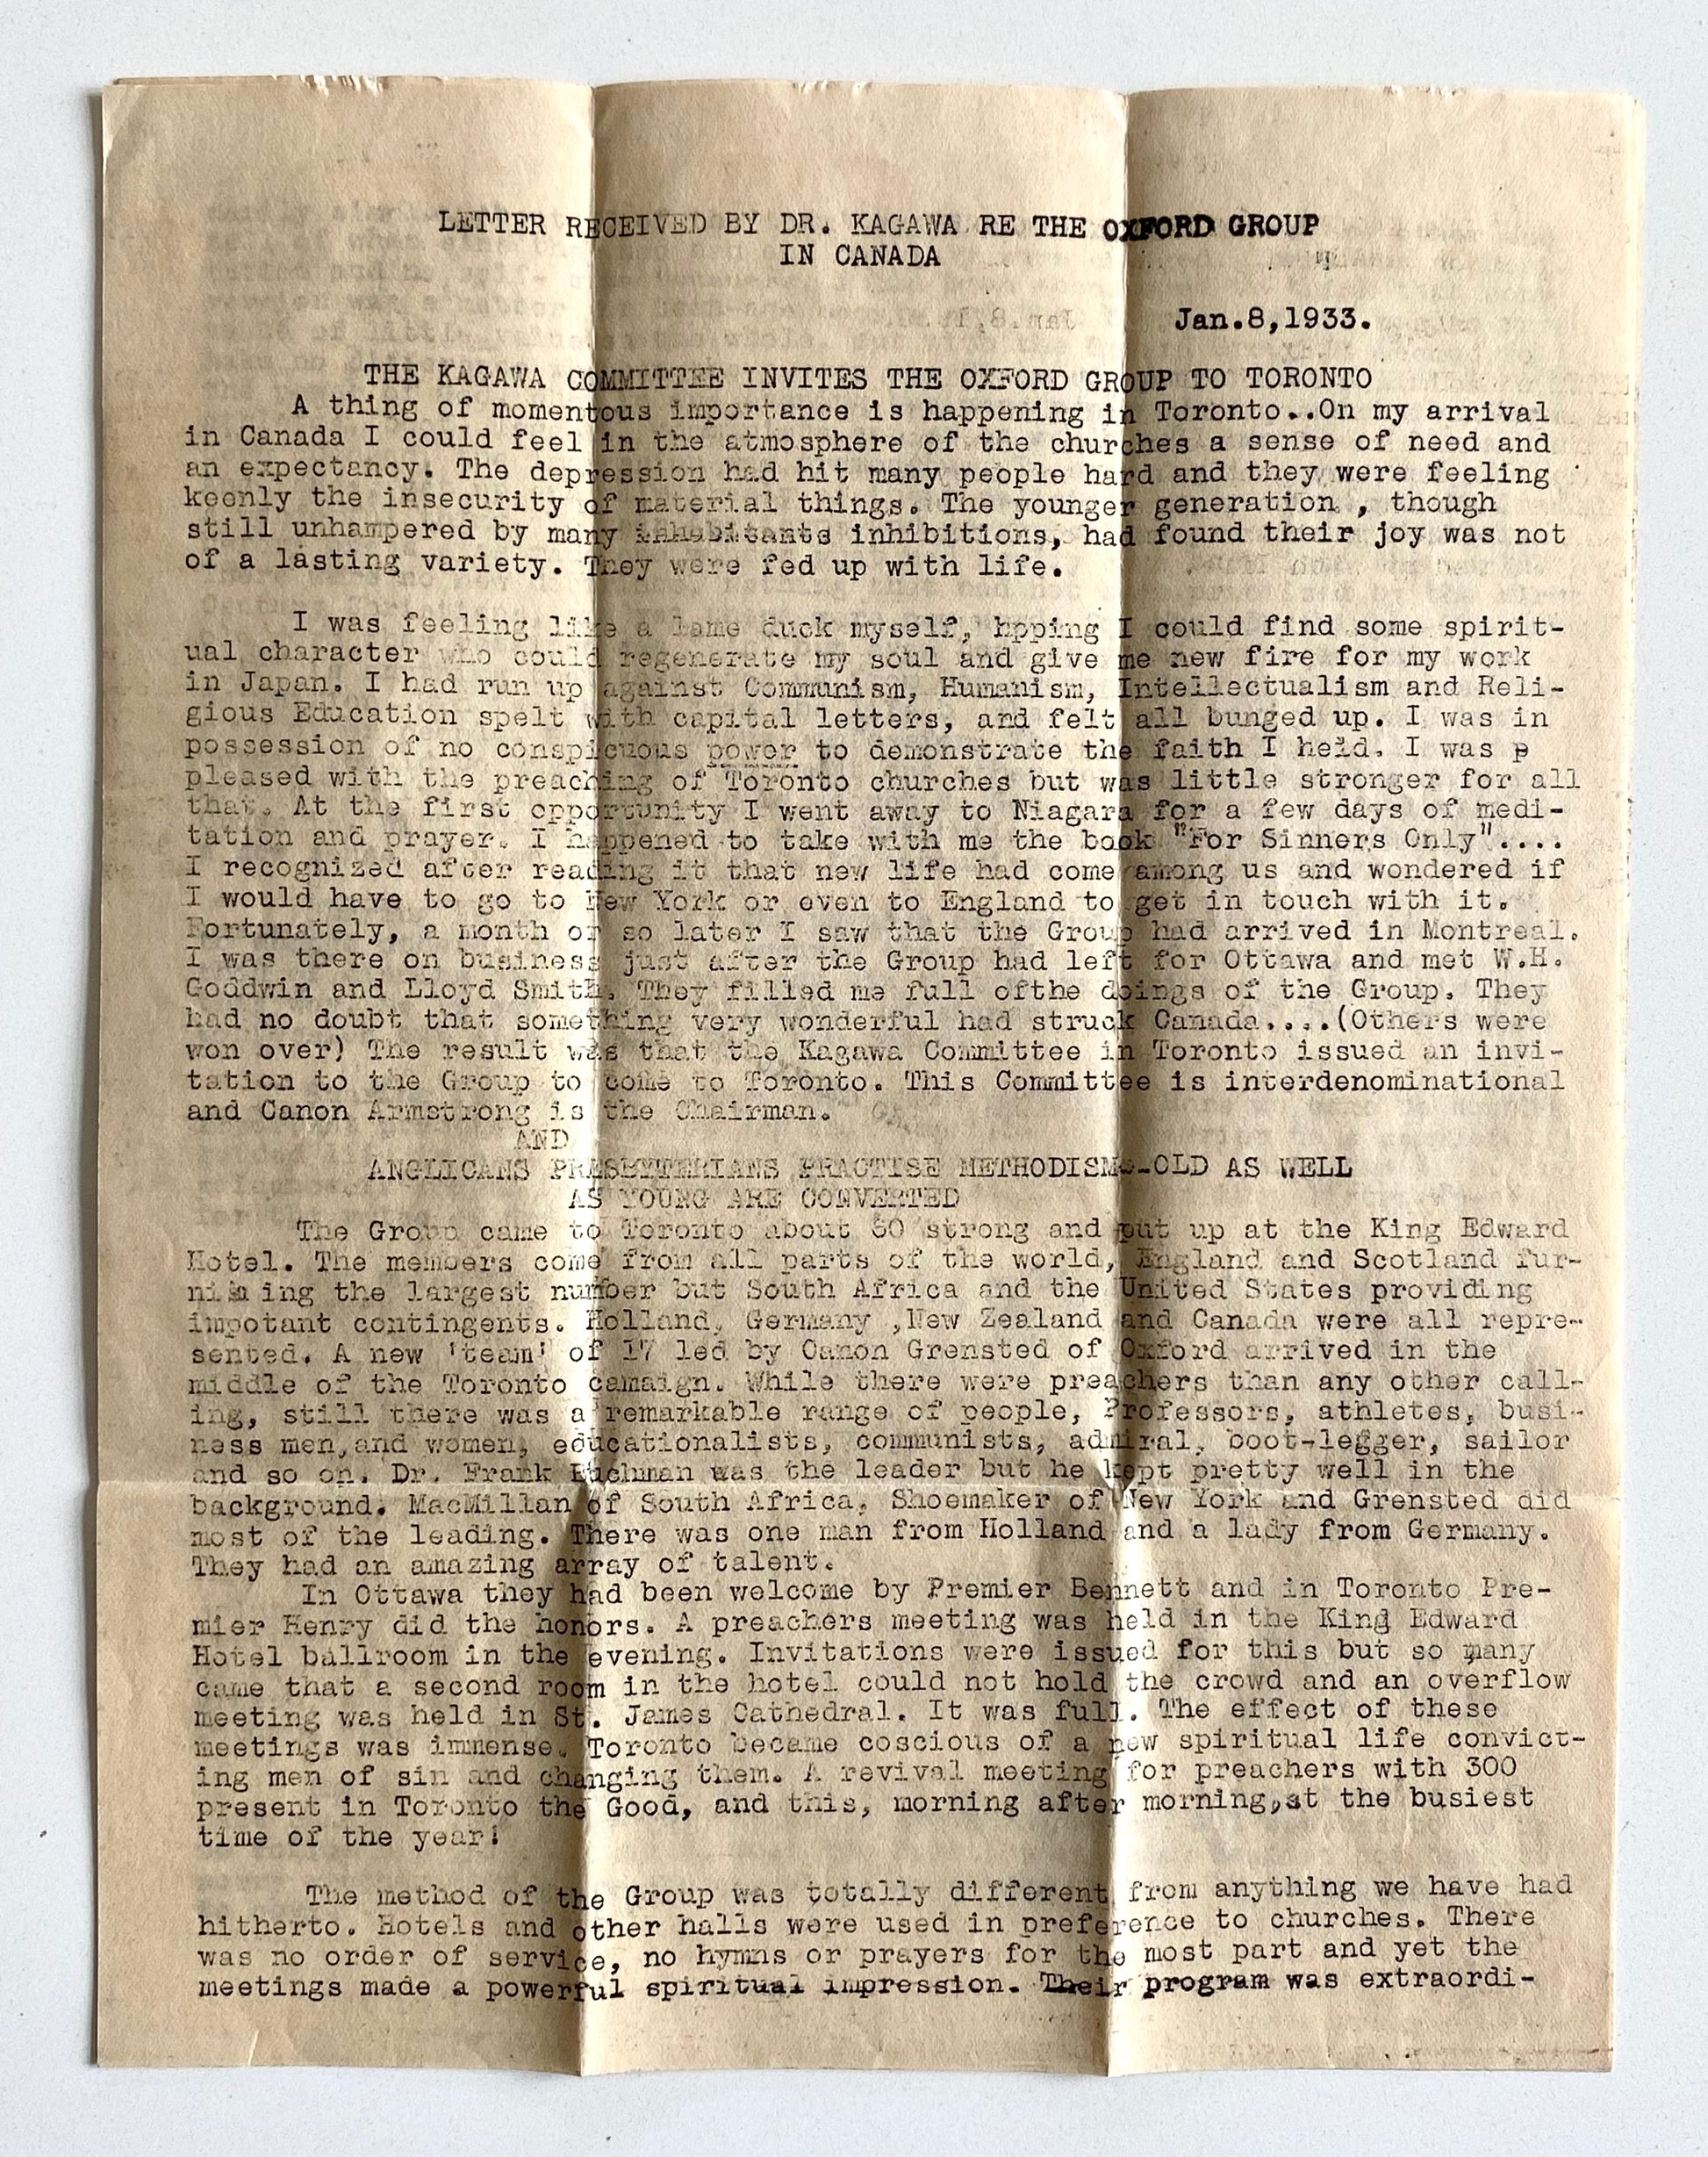 LETTER RECEIVED BY DR. KAGAWA RE THE OXFORD GROUP
IN CANADA
Jan.8,1933.
THE KAGAWA COMMITTEE INVITES THE OXFORD GROUP TO TORONTO
A thing of momentous importance is happening in Toronto..On my arrival
in Canada I could feel in the atmosphere of the churches a sense of need and
an expectancy. The depression had hit many people hard and they were feeling
keenly the insecurity of material things. The younger generation , though
still unhampered by many inhabitants inhibitions, had found their joy was not
of a lasting variety. They were fed up with life.
I was feeling like a lame duck myself, hpping I could find some spirit-
ual character who could regenerate my soul and give me new fire for my work
in Japan. I had run up against Communism, Humanism, Intellectualism and Reli-
gious Education spelt with capital letters, and felt all bunged up. I was in
possession of no conspicuous power to demonstrate the faith I held. I was p
pleased with the preaching of Toronto churches but was little stronger for all
that. At the first opportunity I went away to Niagara for a few days of medi-
tation and prayer. I happened to take with me the book "For Sinners Only"....
I recognized after reading it that new life had come among us and wondered if
I would have to go to New York or even to England to get in touch with it.
Fortunately, a month or so later I saw that the Group had arrived in Montreal.
I was there on business just after the Group had left for Ottawa and met W.H.
Goddwin and Lloyd Smith. They filled me full ofthe doings of the Group. They
had no doubt that something very wonderful had struck Canada....(Others were
won over) The result was that the Kagawa Committee in Toronto issued an invi-
tation to the Group to come to Toronto. This Committee is interdenominational
and Canon Armstrong is the Chairman.
AND
ANGLICANS PRESBYTERIANS PRACTISE METHODISM--OLD AS WELL
AS YOUNG ARE CONVERTED
The Group came to Toronto about 60 strong and put up at the King Edward
Hotel. The members come from all parts of the world, England and Scotland fur-
nishing the largest number but South Africa and the United States providing
impotant contingents. Holland, Germany ,New Zealand and Canada were all repre-
sented. A new 'team' of 17 led by Canon Grensted of Oxford arrived in the
middle of the Toronto camaign. While there were preachers than any other call-
ing, still there was a remarkable range of people, Professors, athletes, busi-
ness men,and women, educationalists, communists, admiral, boot-legger, sailor
and so on. Dr. Frank Buchman was the leader but he kept pretty well in the
background. MacMillan of South Africa, Shoemaker of New York and Grensted did
most of the leading. There was one man from Holland and a lady from Germany.
They had an amazing array of talent.
In Ottawa they had been welcome by Premier Bennett and in Toronto Pre-
mier Henry did the honors. A preachers meeting was held in the King Edward
Hotel ballroom in the evening. Invitations were issued for this but so many
came that a second room in the hotel could not hold the crowd and an overflow
meeting was held in St. James Cathedral. It was full. The effect of these
meetings was immense. Toronto became coscious of a new spiritual life convict-
ing men of sin and changing them. A revival meeting for preachers with 300
present in Toronto the Good, and this, morning after morning,at the busiest
time of the year!
The method of the Group was totally different from anything we have had
hitherto. Hotels and other halls were used in preference to churches. There
was no order of service, no hymns or prayers for the most part and yet the
meetings made a powerful spiritual impression. Their program was extraordi-